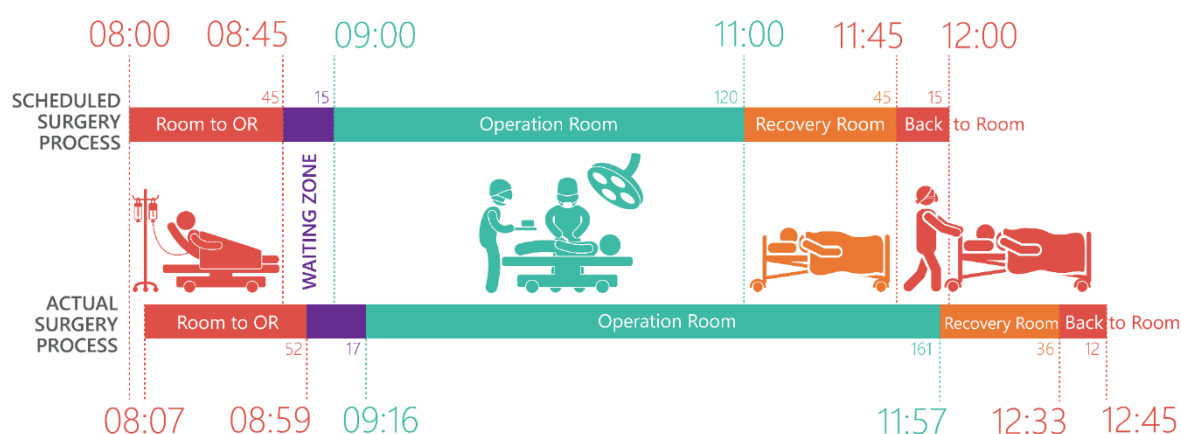 08:00 08:45 09:00 11:00 11:45 12:00
SCHEDULED
SURGERY
PROCESS
45 15 120 45 15
Room to OR Operation Room Recovery Room Back to Room
WAITING ZONE
ACTUAL
SURGERY
PROCESS
Room to OR Operation Room Recovery Room Back to Room
52 17 161 36 12
08:07 08:59 09:16 11:57 12:33 12:45